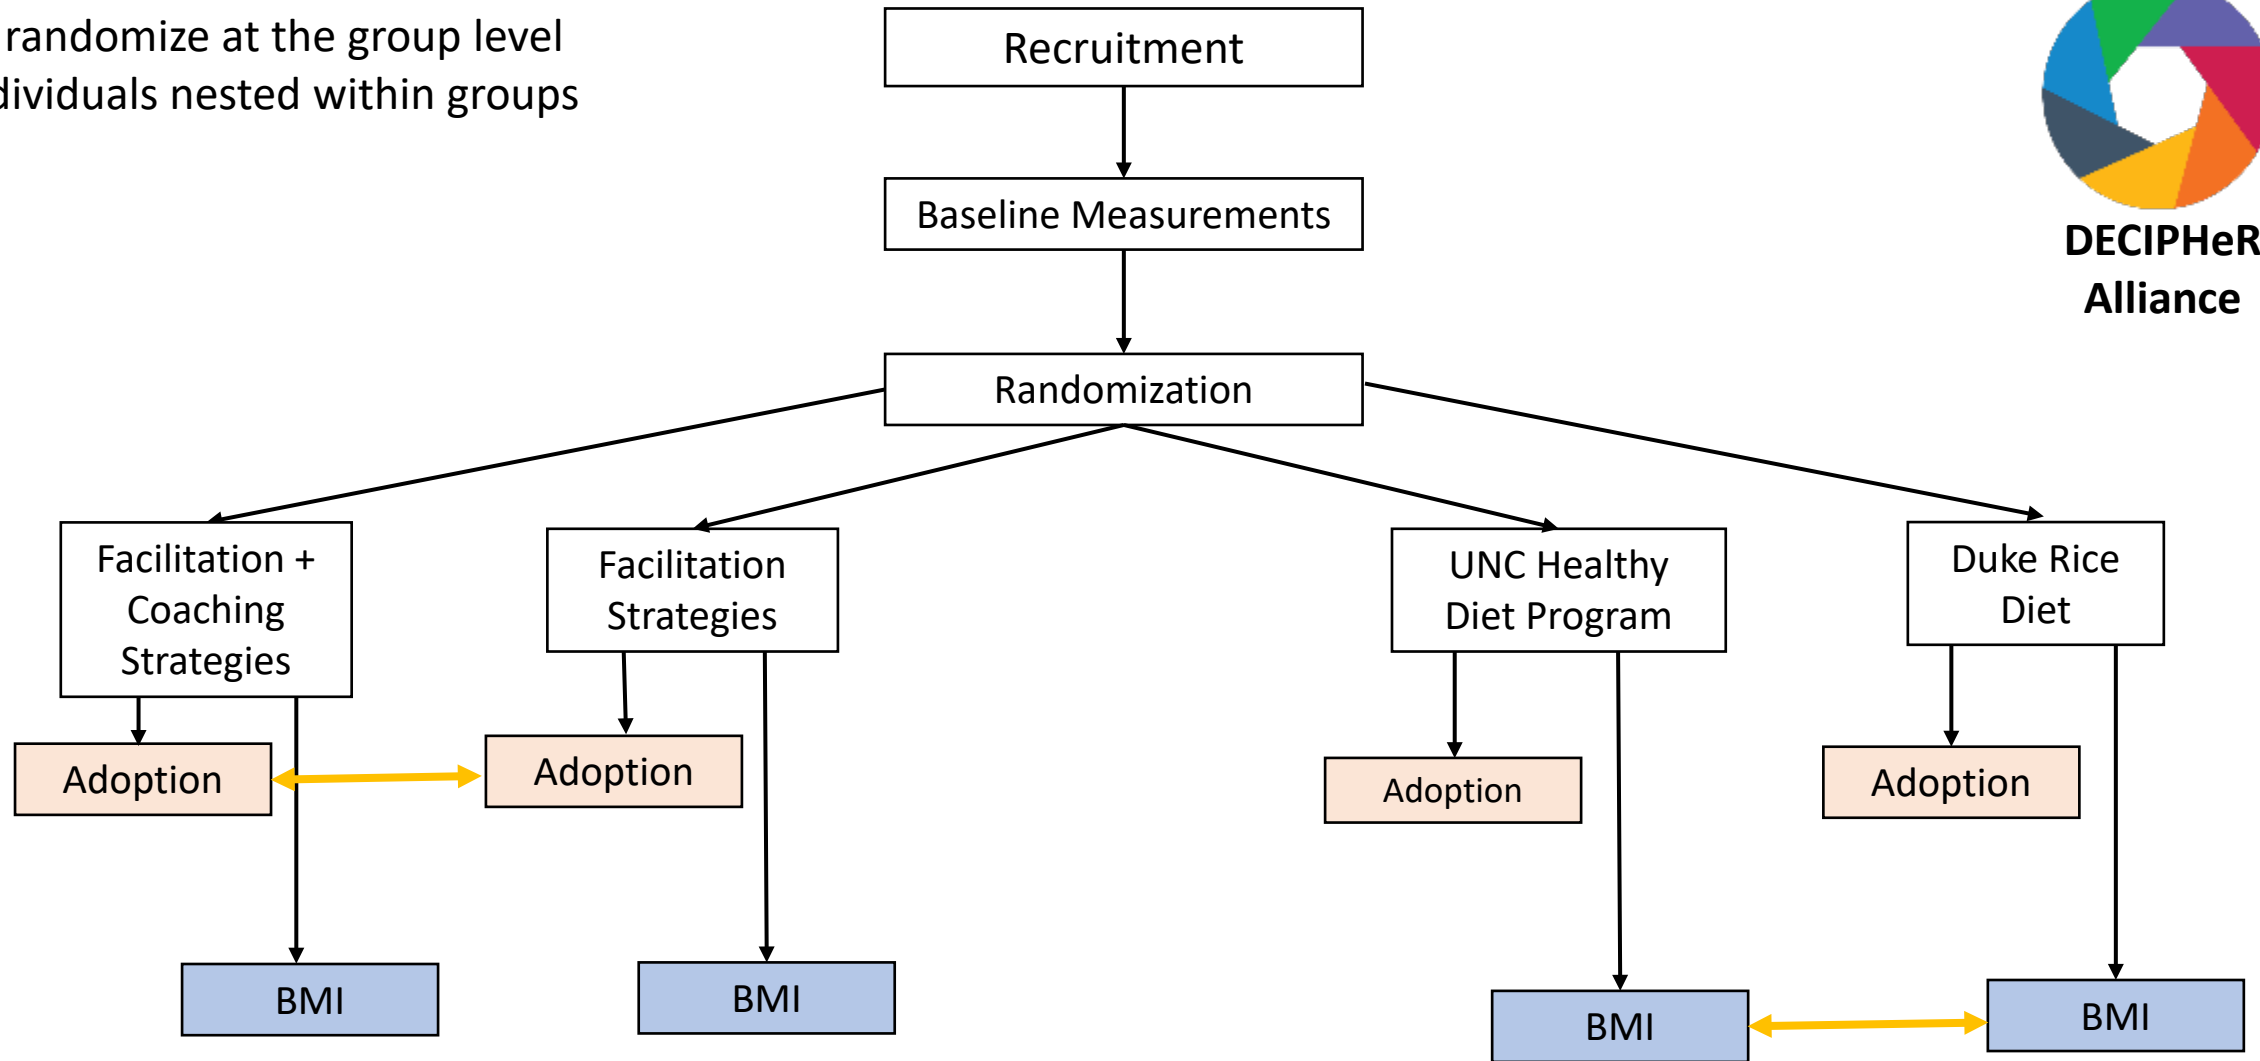 randomize at the group level
dividuals nested within groups
Recruitment
DECIPHeR
Alliance
Baseline Measurements
Randomization
Facilitation +
Coaching
Strategies
Facilitation
Strategies
UNC Healthy
Diet Program
Duke Rice
Diet
Adoption
Adoption
Adoption
Adoption
BMI
BMI
BMI
BMI